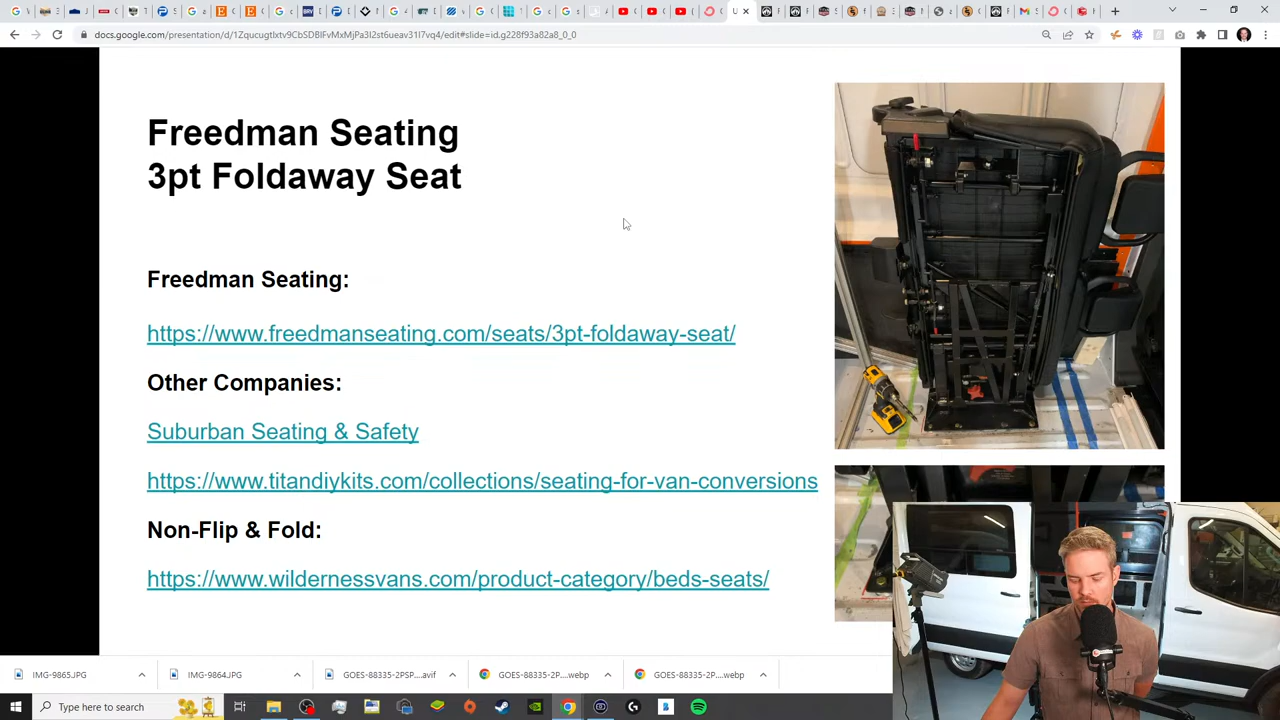 docs.google.com/presentation/d/1ZqucugtIxtv9CbSDBIFvMxMjPa3I2st6ueav31I7vq4/edit#slide=id.g228f93a82a8_0_0
Freedman Seating
3pt Foldaway Seat
Freedman Seating:
https://www.freedmanseating.com/seats/3pt-foldaway-seat/
Other Companies:
Suburban Seating & Safety
https://www.titandiykits.com/collections/seating-for-van-conversions
Non-Flip & Fold:
https://www.wildernessvans.com/product-category/beds-seats/
IMG-9865.JPG
IMG-9864.JPG
GOES-88335-2PSP....avif
GOES-88335-2P....webp
GOES-88335-2P....webp
Type here to search